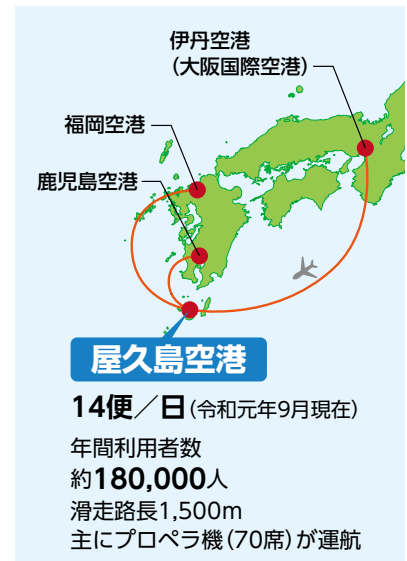 伊丹空港
(大阪国際空港)
福岡空港
鹿児島空港
屋久島空港
14便／日(令和元年9月現在)
年間利用者数
約180,000人
滑走路長1,500m
主にプロペラ機(70席)が運航